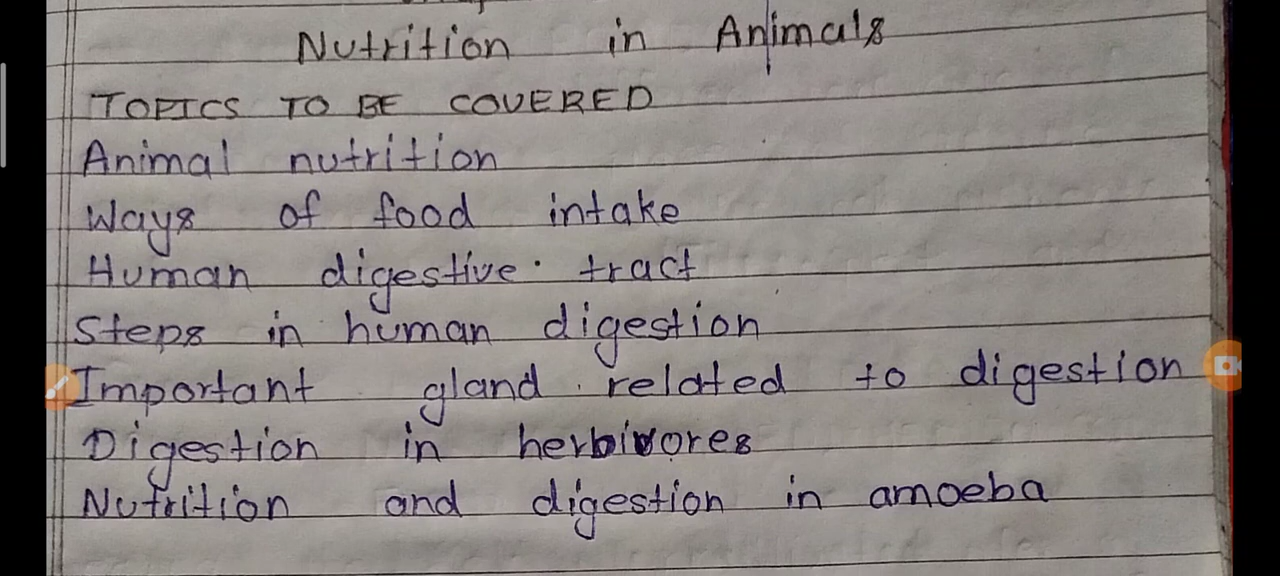 Nutrition in Animals
TOPICS TO BE COVERED
Animal nutrition
Ways of food intake
Human digestive tract
Steps in human digestion
Important gland related to digestion
Digestion in herbivores
Nutrition and digestion in amoeba